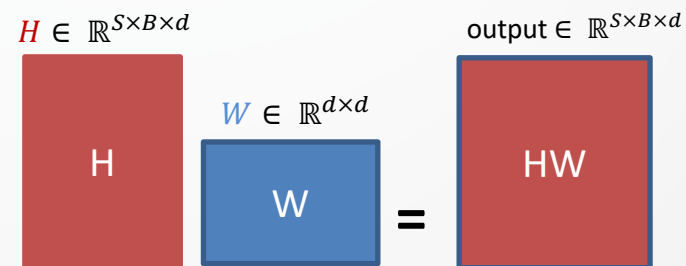 H ∈ ℝ^{S×B×d}
output ∈ ℝ^{S×B×d}
W ∈ ℝ^{d×d}
H
W
=
HW